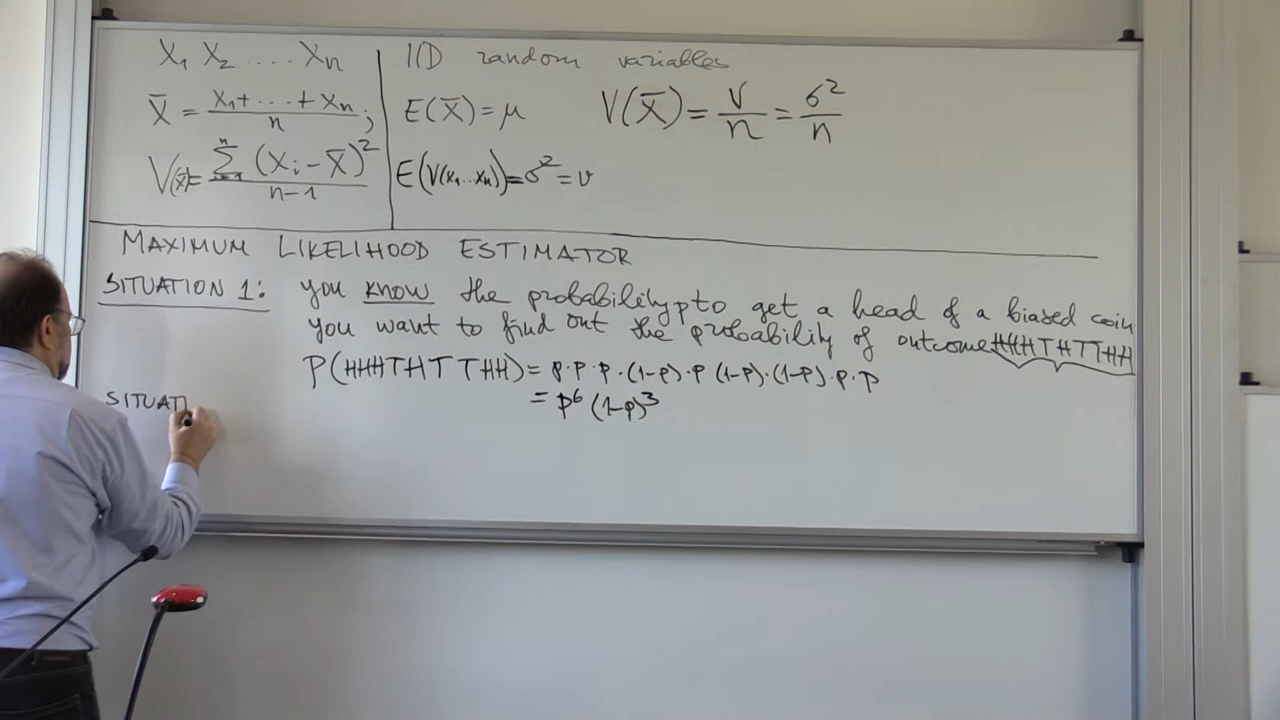 X₁ X₂ .... Xₙ
X̄ = X₁+...+Xₙ / n ;
V(x̄) = Σⁿᵢ₌₁ (Xᵢ - X̄)² / n-1
IID random variables
E(X̄) = μ V(X̄) = V/n = σ²/n
E(V(x₁...xₙ)) = σ² = v
MAXIMUM LIKELIHOOD ESTIMATOR
SITUATION 1: you know the probability p to get a head of a biased coin
you want to find out the probability of outcome HHHTHTTHH
P(HHHTHTTHH) = p·p p·(1-p)·p (1-p)·(1-p)·p·p
= p⁶ (1-p)³
SITUATI